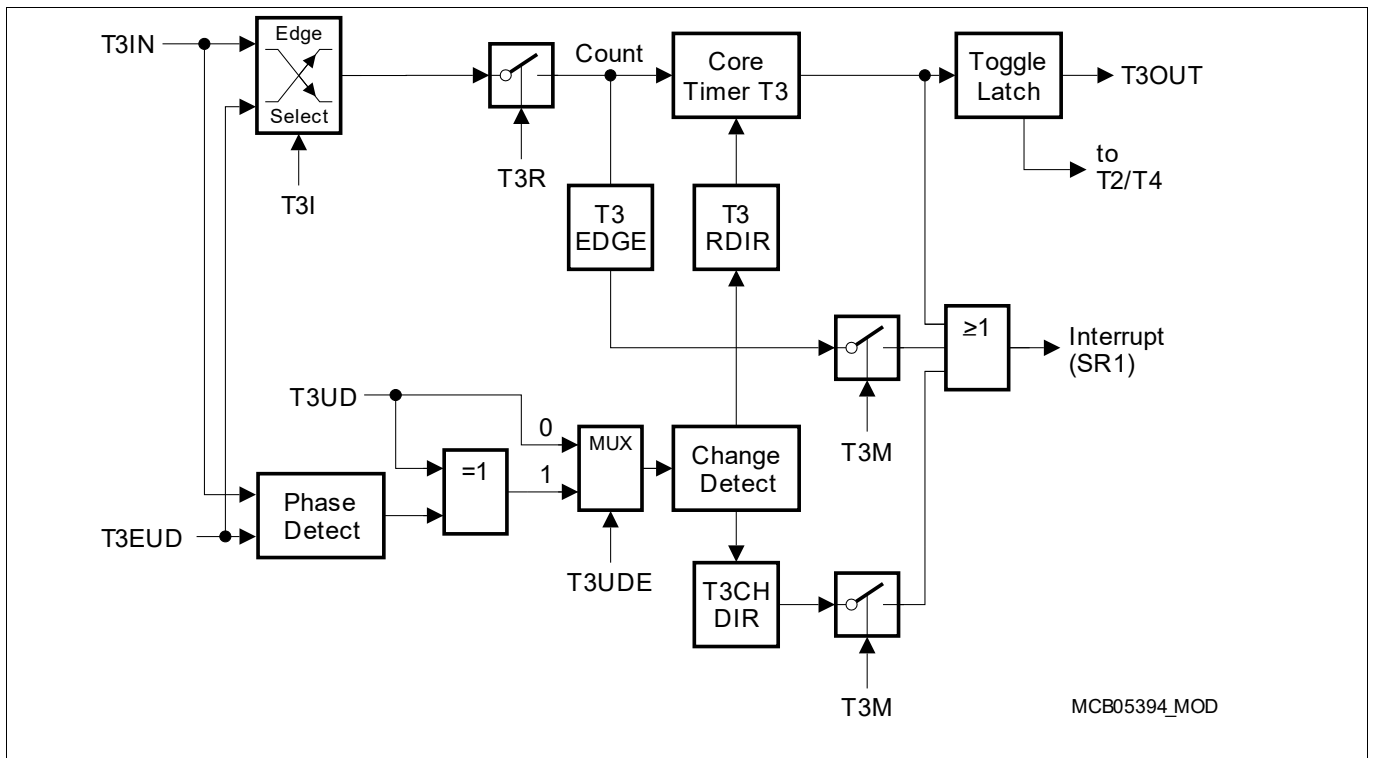 T3IN
Edge
Select
T3I
T3R
Count
Core
Timer T3
Toggle
Latch
T3OUT
to
T2/T4
T3
EDGE
T3
RDIR
≥1
Interrupt
(SR1)
T3M
T3UD
0
1
MUX
=1
Phase
Detect
T3EUD
T3UDE
Change
Detect
T3CH
DIR
T3M
MCB05394_MOD